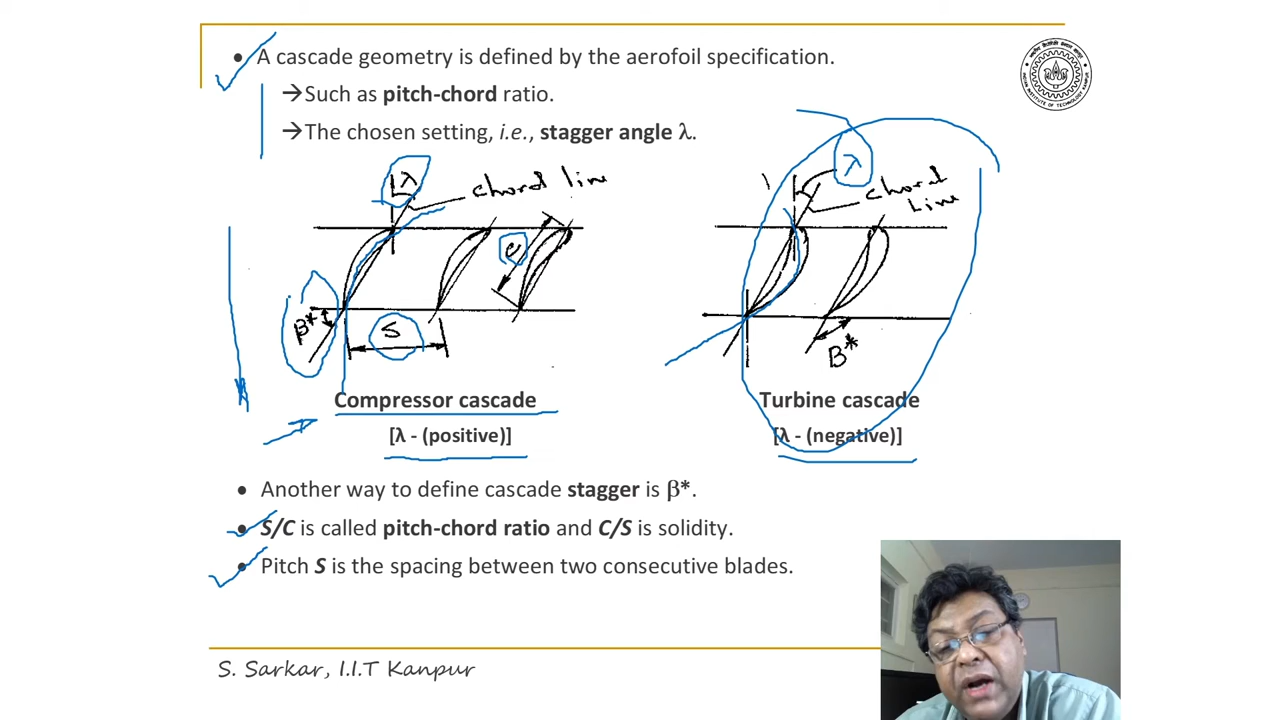 • A cascade geometry is defined by the aerofoil specification.
→Such as pitch-chord ratio.
→The chosen setting, i.e., stagger angle λ.
λ
chord line
C
β*
S
λ
chord
Line
β*
Compressor cascade
[λ - (positive)]
Turbine cascade
[λ - (negative)]
• Another way to define cascade stagger is β*.
• S/C is called pitch-chord ratio and C/S is solidity.
• Pitch S is the spacing between two consecutive blades.
S. Sarkar, I.I.T Kanpur